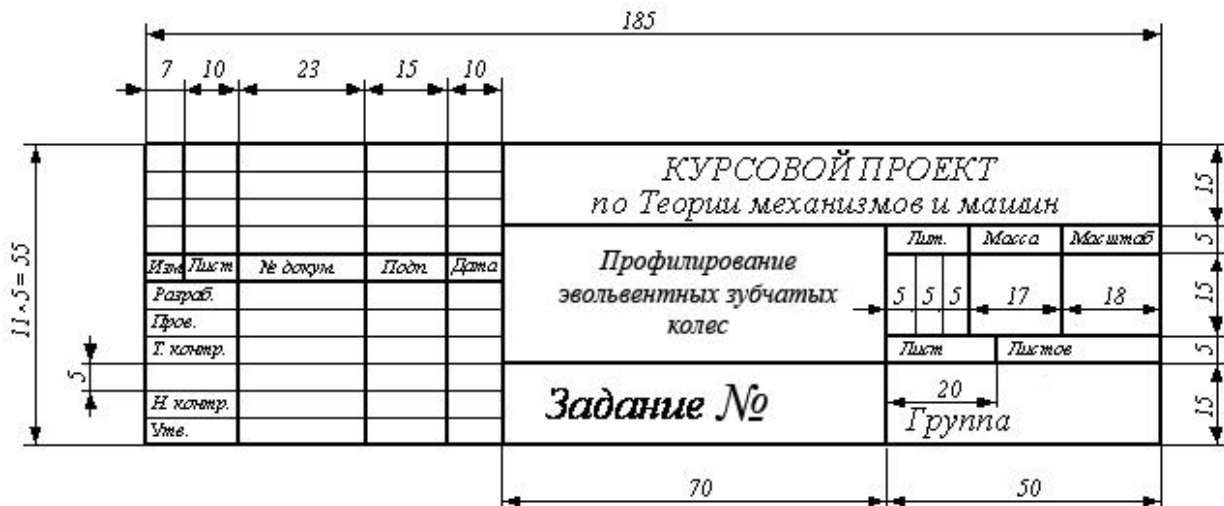 185
7 10 23 15 10
КУРСОВОЙ ПРОЕКТ
по Теории механизмов и машин
15
Лит. Масса Масштаб
5
11×5=55
Изм Лист № докум. Подп. Дата
Профилирование
эвольвентных зубчатых
колес
5 5 5 17 18
15
Разраб.
Пров.
Т. контр.
Лист Листов
5
5
Н. контр.
Утв.
Задание №
20
Группа
15
70 50